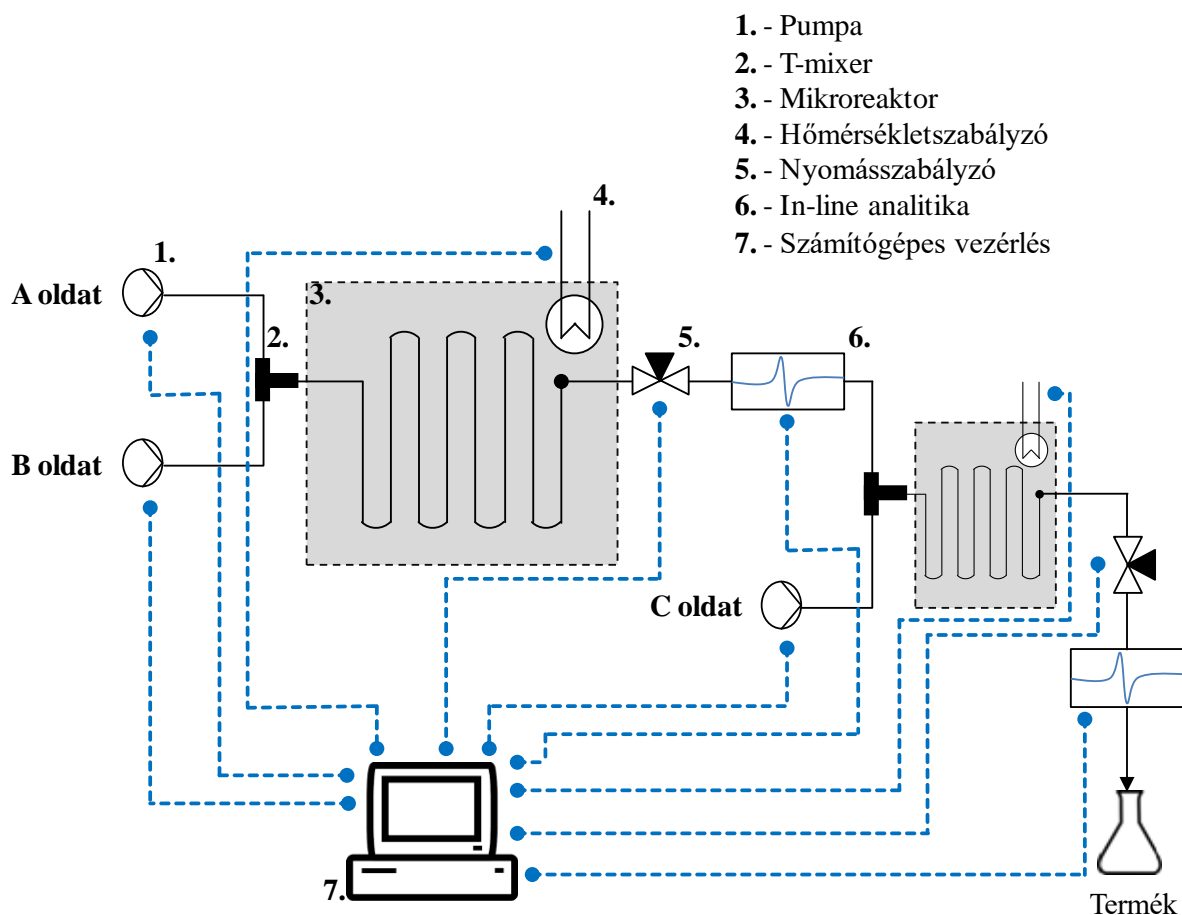 1. - Pumpa
2. - T-mixer
3. - Mikroreaktor
4. - Hőmérsékletszabályzó
5. - Nyomásszabályzó
6. - In-line analitika
7. - Számítógépes vezérlés
4.
1.
A oldat
3.
2.
5.
6.
B oldat
C oldat
7.
Termék